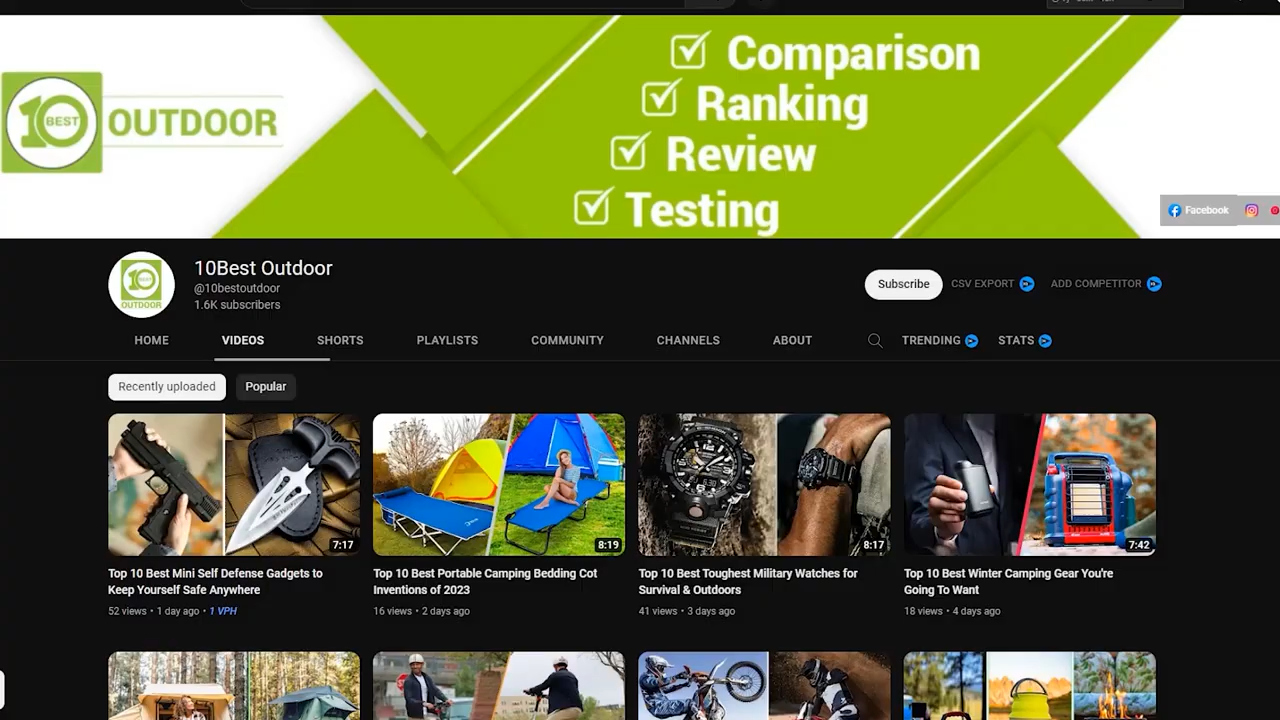 Comparison
Ranking
Review
Testing
10 BEST OUTDOOR
Facebook
10 BEST OUTDOOR
10Best Outdoor
@10bestoutdoor
1.6K subscribers
Subscribe CSV EXPORT ADD COMPETITOR
HOME VIDEOS SHORTS PLAYLISTS COMMUNITY CHANNELS ABOUT TRENDING STATS
Recently uploaded Popular
7:17 8:19 8:17 7:42
Top 10 Best Mini Self Defense Gadgets to
Keep Yourself Safe Anywhere
52 views • 1 day ago • 1 VPH
Top 10 Best Portable Camping Bedding Cot
Inventions of 2023
16 views • 2 days ago
Top 10 Best Toughest Military Watches for
Survival & Outdoors
41 views • 3 days ago
Top 10 Best Winter Camping Gear You're
Going To Want
18 views • 4 days ago